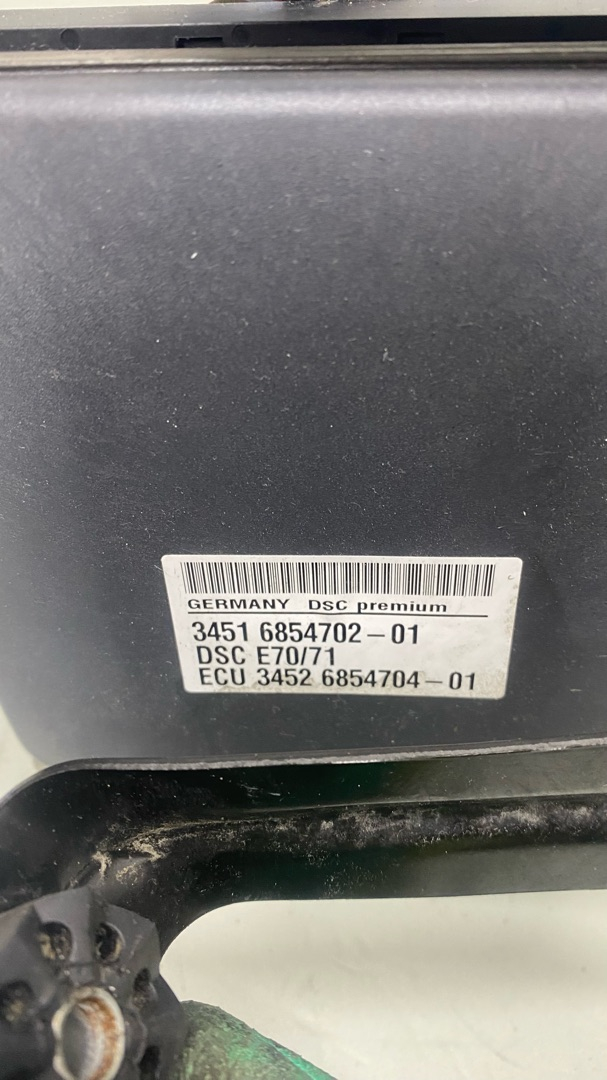 GERMANY DSC premium
3451 6854702-01
DSC E70/71
ECU 3452 6854704-01